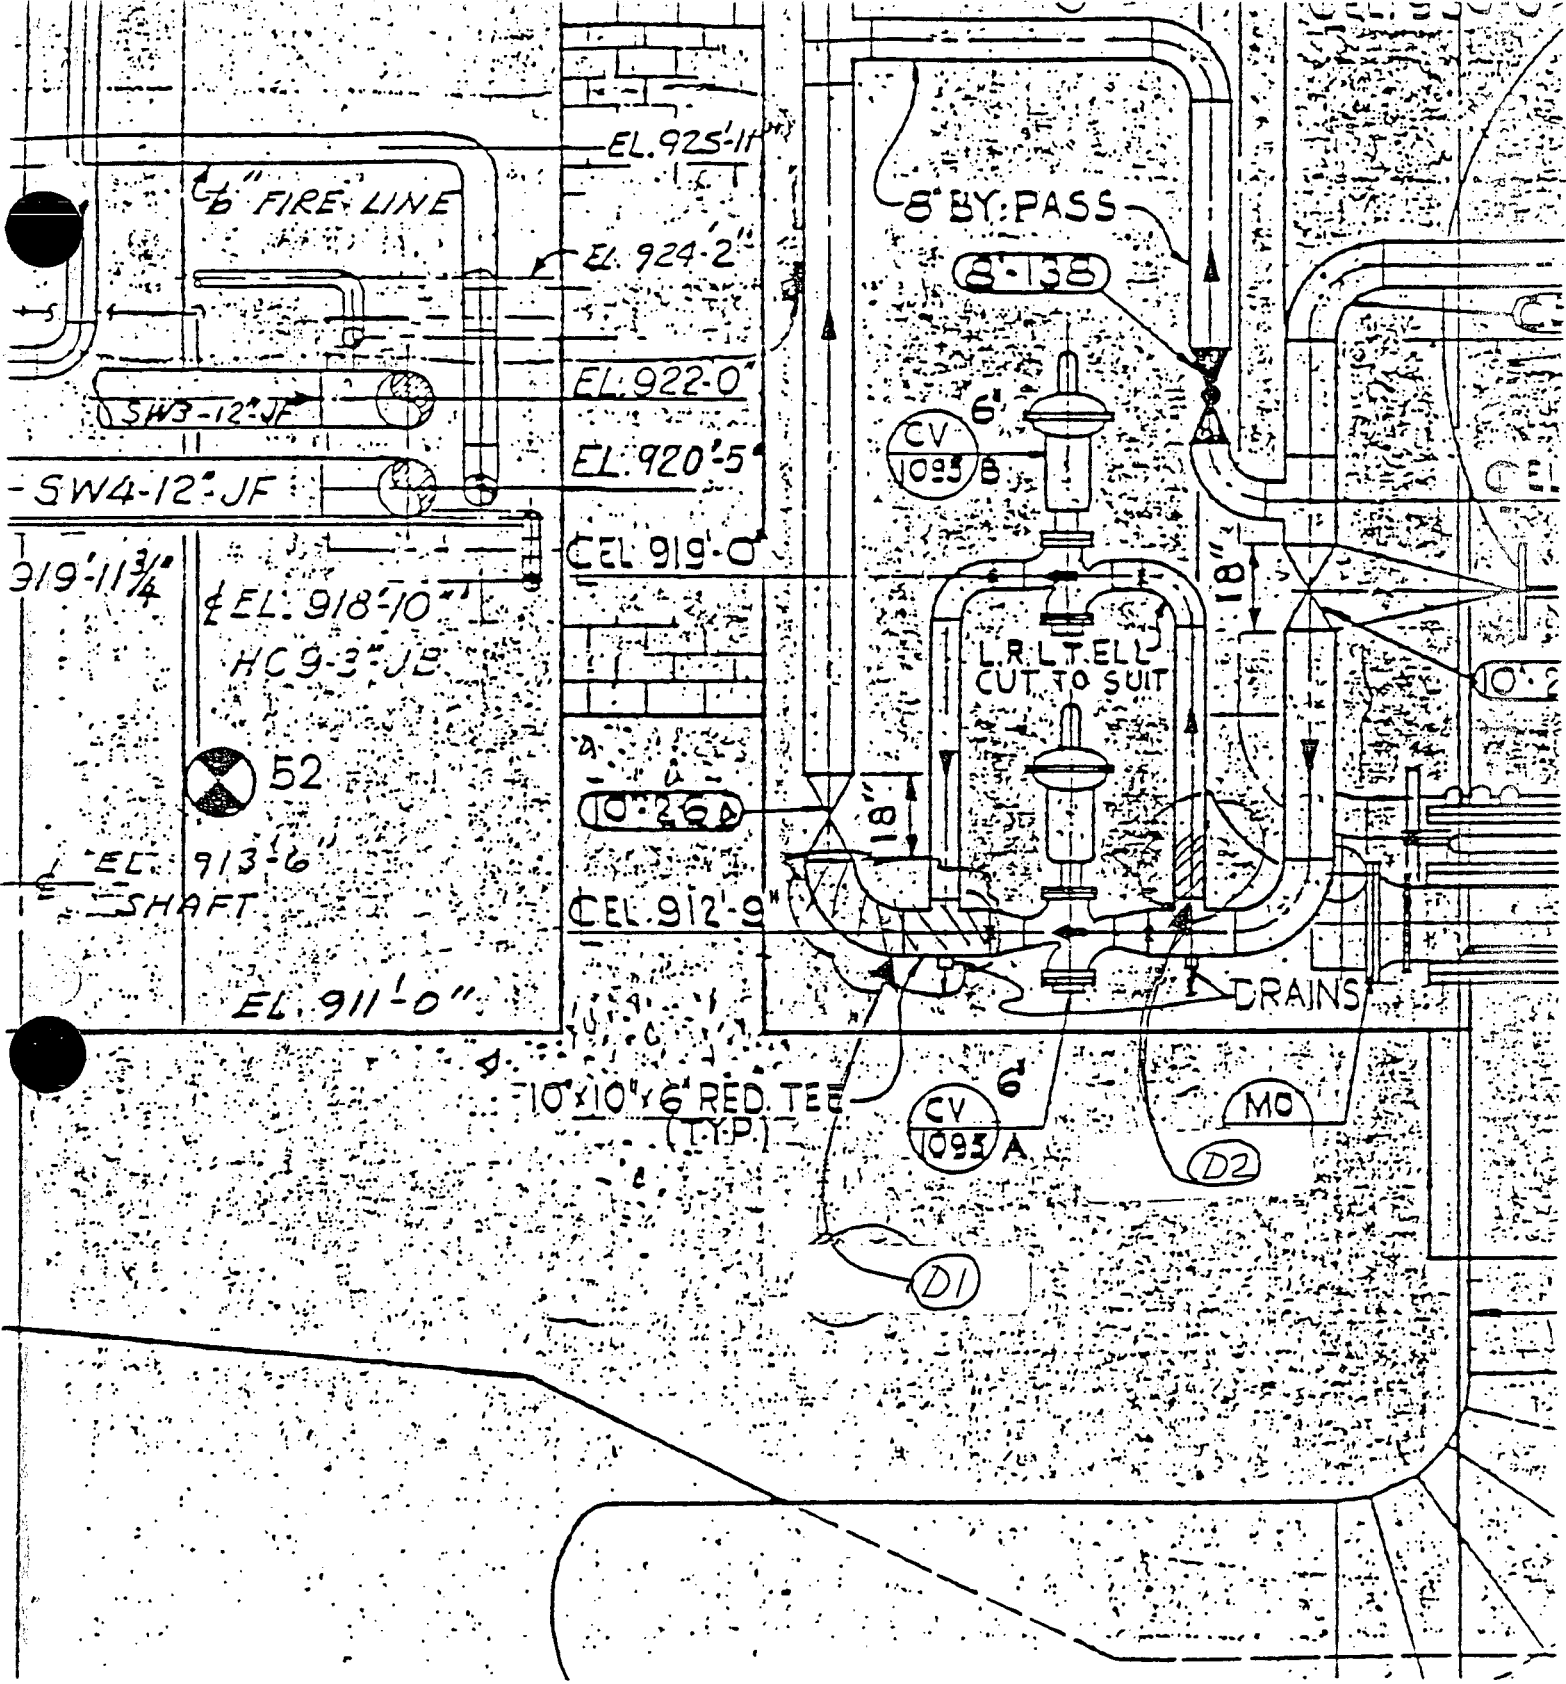 EL. 925'-11"
6" FIRE LINE
8" BY-PASS
EL. 924'-2"
8"-138
EL. 922'-0"
SW3-12"-JF
6"
CV
1095 B
EL. 920'-5"
SW4-12"-JF
CEL 919'-0"
18"
919'-11 3/4"
℄ EL. 918'-10"
HC9-3"-JB
L.R.L.T. ELL
CUT TO SUIT
52
18"
EL. 913'-6"
SHAFT
CEL. 912'-9"
EL. 911'-0"
DRAINS
10"x10"x6" RED. TEE
(TYP.)
6"
CV
1095 A
MO
D2
D1